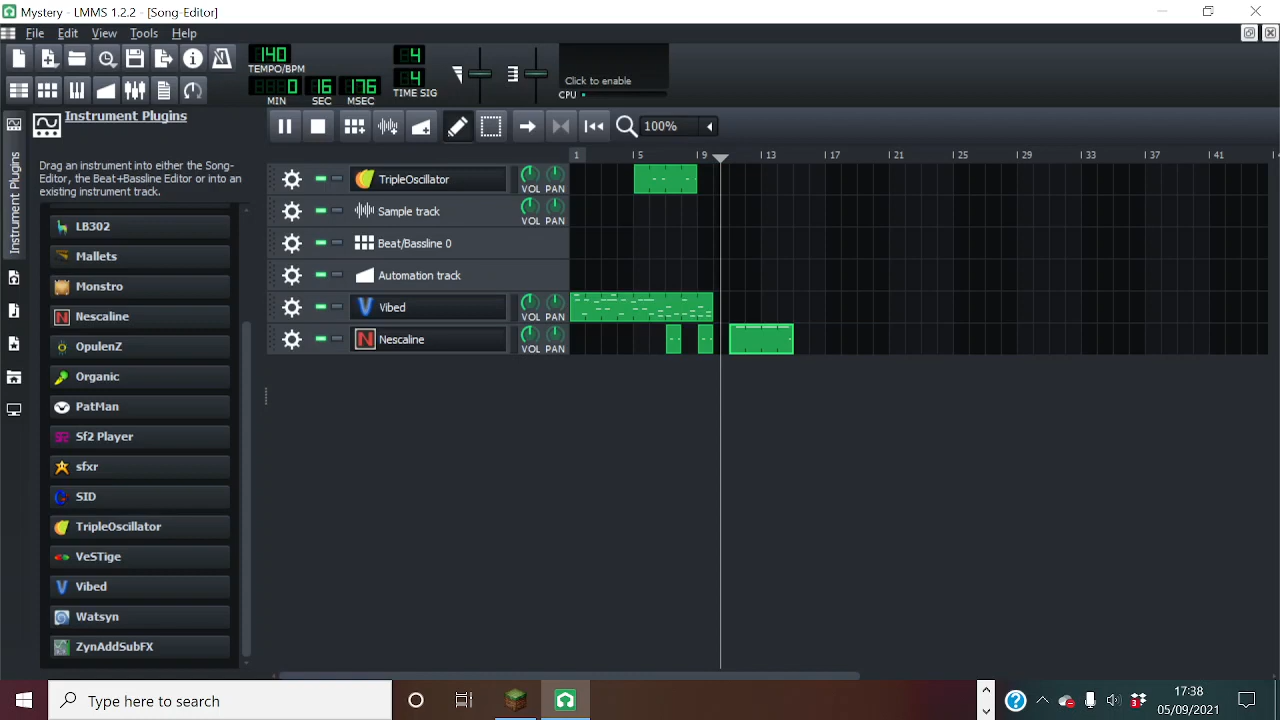 Mystery - LMMS 1.2.2 - [Song-Editor]
File Edit View Tools Help
140
TEMPO/BPM
0 16 176
MIN SEC MSEC
4
4
TIME SIG
Click to enable
CPU
Instrument Plugins
Instrument Plugins
Drag an instrument into either the Song-
Editor, the Beat+Bassline Editor or into an
existing instrument track.
LB302
Mallets
Monstro
Nescaline
OpulenZ
Organic
PatMan
Sf2 Player
sfxr
SID
TripleOscillator
VeSTige
Vibed
Watsyn
ZynAddSubFX
100%
1 5 9 13 17 21 25 29 33 37 41
TripleOscillator VOL PAN
Sample track VOL PAN
Beat/Bassline 0
Automation track
Vibed VOL PAN
Nescaline VOL PAN
Type here to search
17:38
05/09/2021